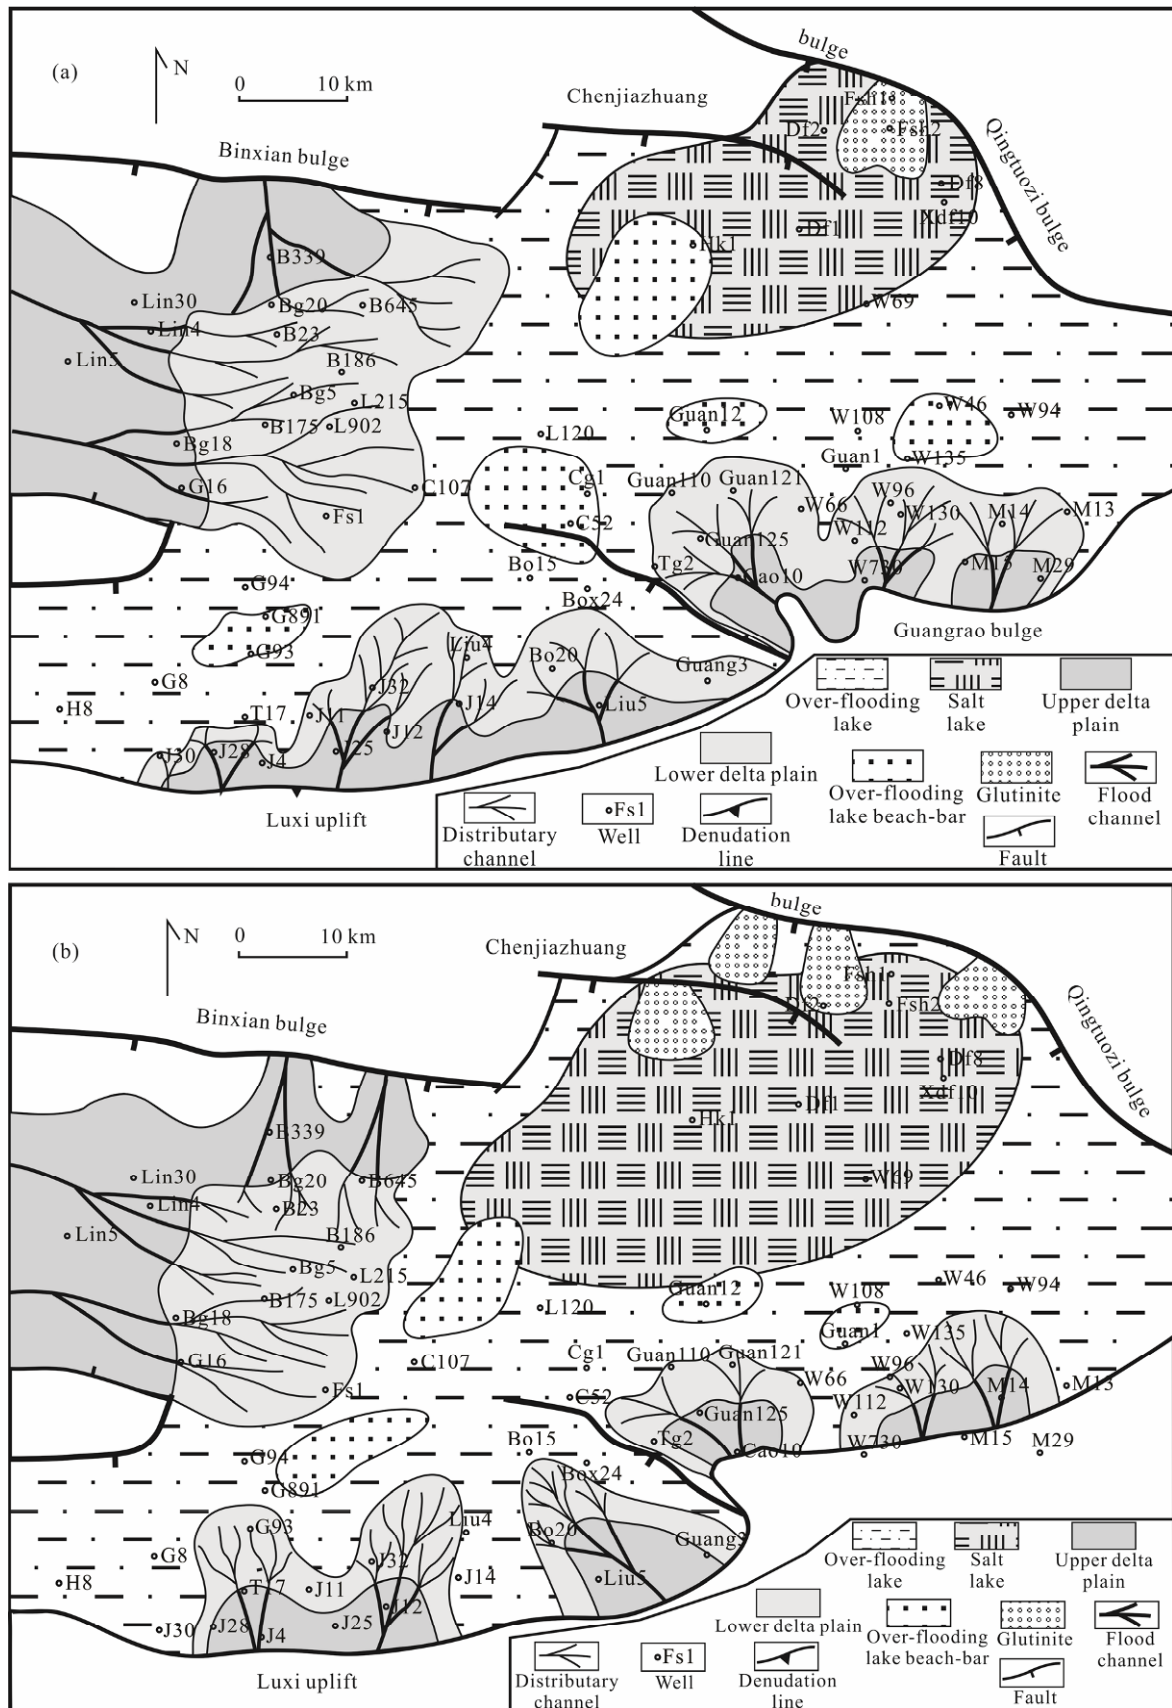 (a)
N
0 10 km
bulge
Chenjiazhuang
Fsh1
Df2
Fsh2
Binxian bulge
Qingtuozi bulge
Df8
Xdf10
Df1
Hk1
B339
Lin30
Bg20
B645
W69
Lin4
B23
Lin5
B186
Bg5
L215
Guan12
W46
W94
B175
L902
W108
Bg18
L120
Guan1
W135
G16
C107
Cg1
Guan110
Guan121
W96
Fs1
C52
W66
W130
M14
M13
W112
Guan125
Bo15
Tg2
Cao10
W730
M15
M29
G94
Box24
G891
Guangrao bulge
G93
Liu4
Bo20
Guang3
G8
J32
H8
T17
J11
J14
Liu5
J12
J30
J28
J4
J25
Luxi uplift
Over-flooding
lake
Salt
lake
Upper delta
plain
Lower delta plain
Over-flooding
lake beach-bar
Glutinite
Flood
channel
Distributary
channel
Fs1
Well
Denudation
line
Fault
(b)
N
0 10 km
bulge
Chenjiazhuang
Fsh1
Df2
Fsh2
Binxian bulge
Qingtuozi bulge
Df8
Xdf10
Df1
Hk1
B339
Lin30
Bg20
B645
W69
Lin4
B23
Lin5
B186
Bg5
L215
Guan12
W46
W94
B175
L902
W108
Bg18
L120
Guan1
W135
G16
C107
Cg1
Guan110
Guan121
W96
Fs1
C52
W66
W130
M14
M13
W112
Guan125
Bo15
Tg2
Cao10
W730
M15
M29
G94
Box24
G891
G93
Liu4
Bo20
Guang3
G8
J32
H8
T17
J11
J14
Liu5
J12
J30
J28
J4
J25
Luxi uplift
Over-flooding
lake
Salt
lake
Upper delta
plain
Lower delta plain
Over-flooding
lake beach-bar
Glutinite
Flood
channel
Distributary
channel
Fs1
Well
Denudation
line
Fault